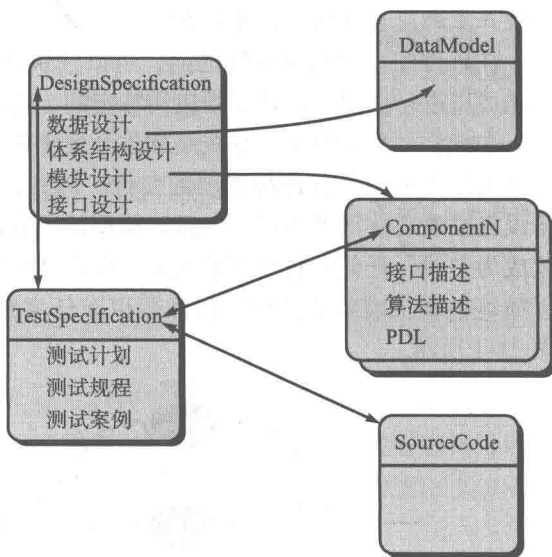 DesignSpecification
数据设计
体系结构设计
模块设计
接口设计
DataModel
ComponentN
接口描述
算法描述
PDL
TestSpecIfication
测试计划
测试规程
测试案例
SourceCode